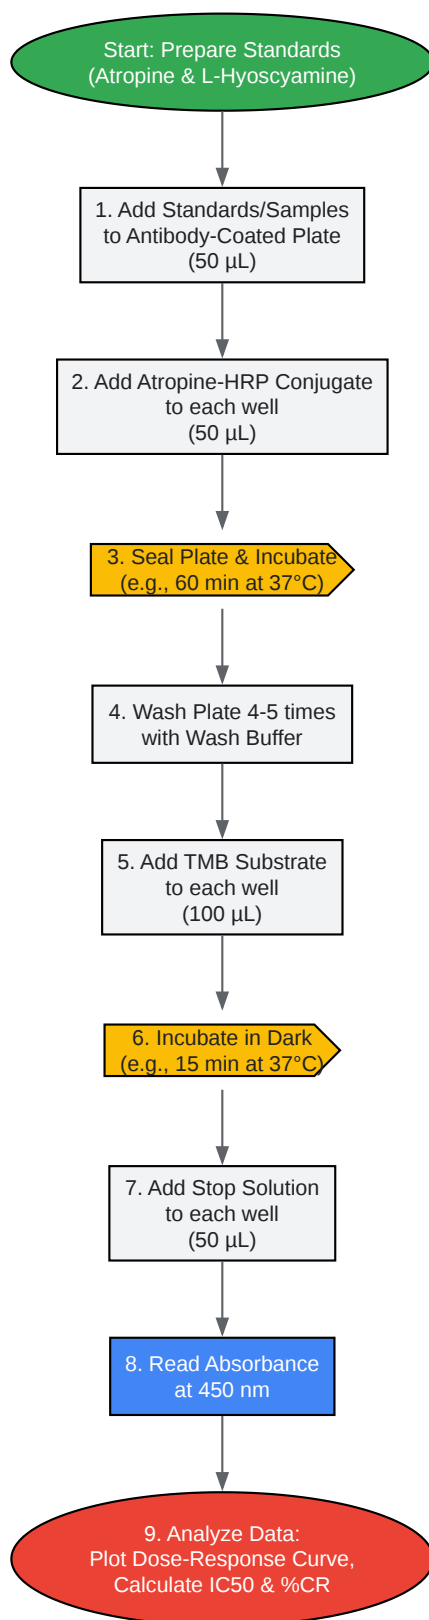 Start: Prepare Standards
(Atropine & L-Hyoscyamine)
1. Add Standards/Samples
to Antibody-Coated Plate
(50 µL)
2. Add Atropine-HRP Conjugate
to each well
(50 µL)
3. Seal Plate & Incubate
(e.g., 60 min at 37°C)
4. Wash Plate 4-5 times
with Wash Buffer
5. Add TMB Substrate
to each well
(100 µL)
6. Incubate in Dark
(e.g., 15 min at 37°C)
7. Add Stop Solution
to each well
(50 µL)
8. Read Absorbance
at 450 nm
9. Analyze Data:
Plot Dose-Response Curve,
Calculate IC50 & %CR